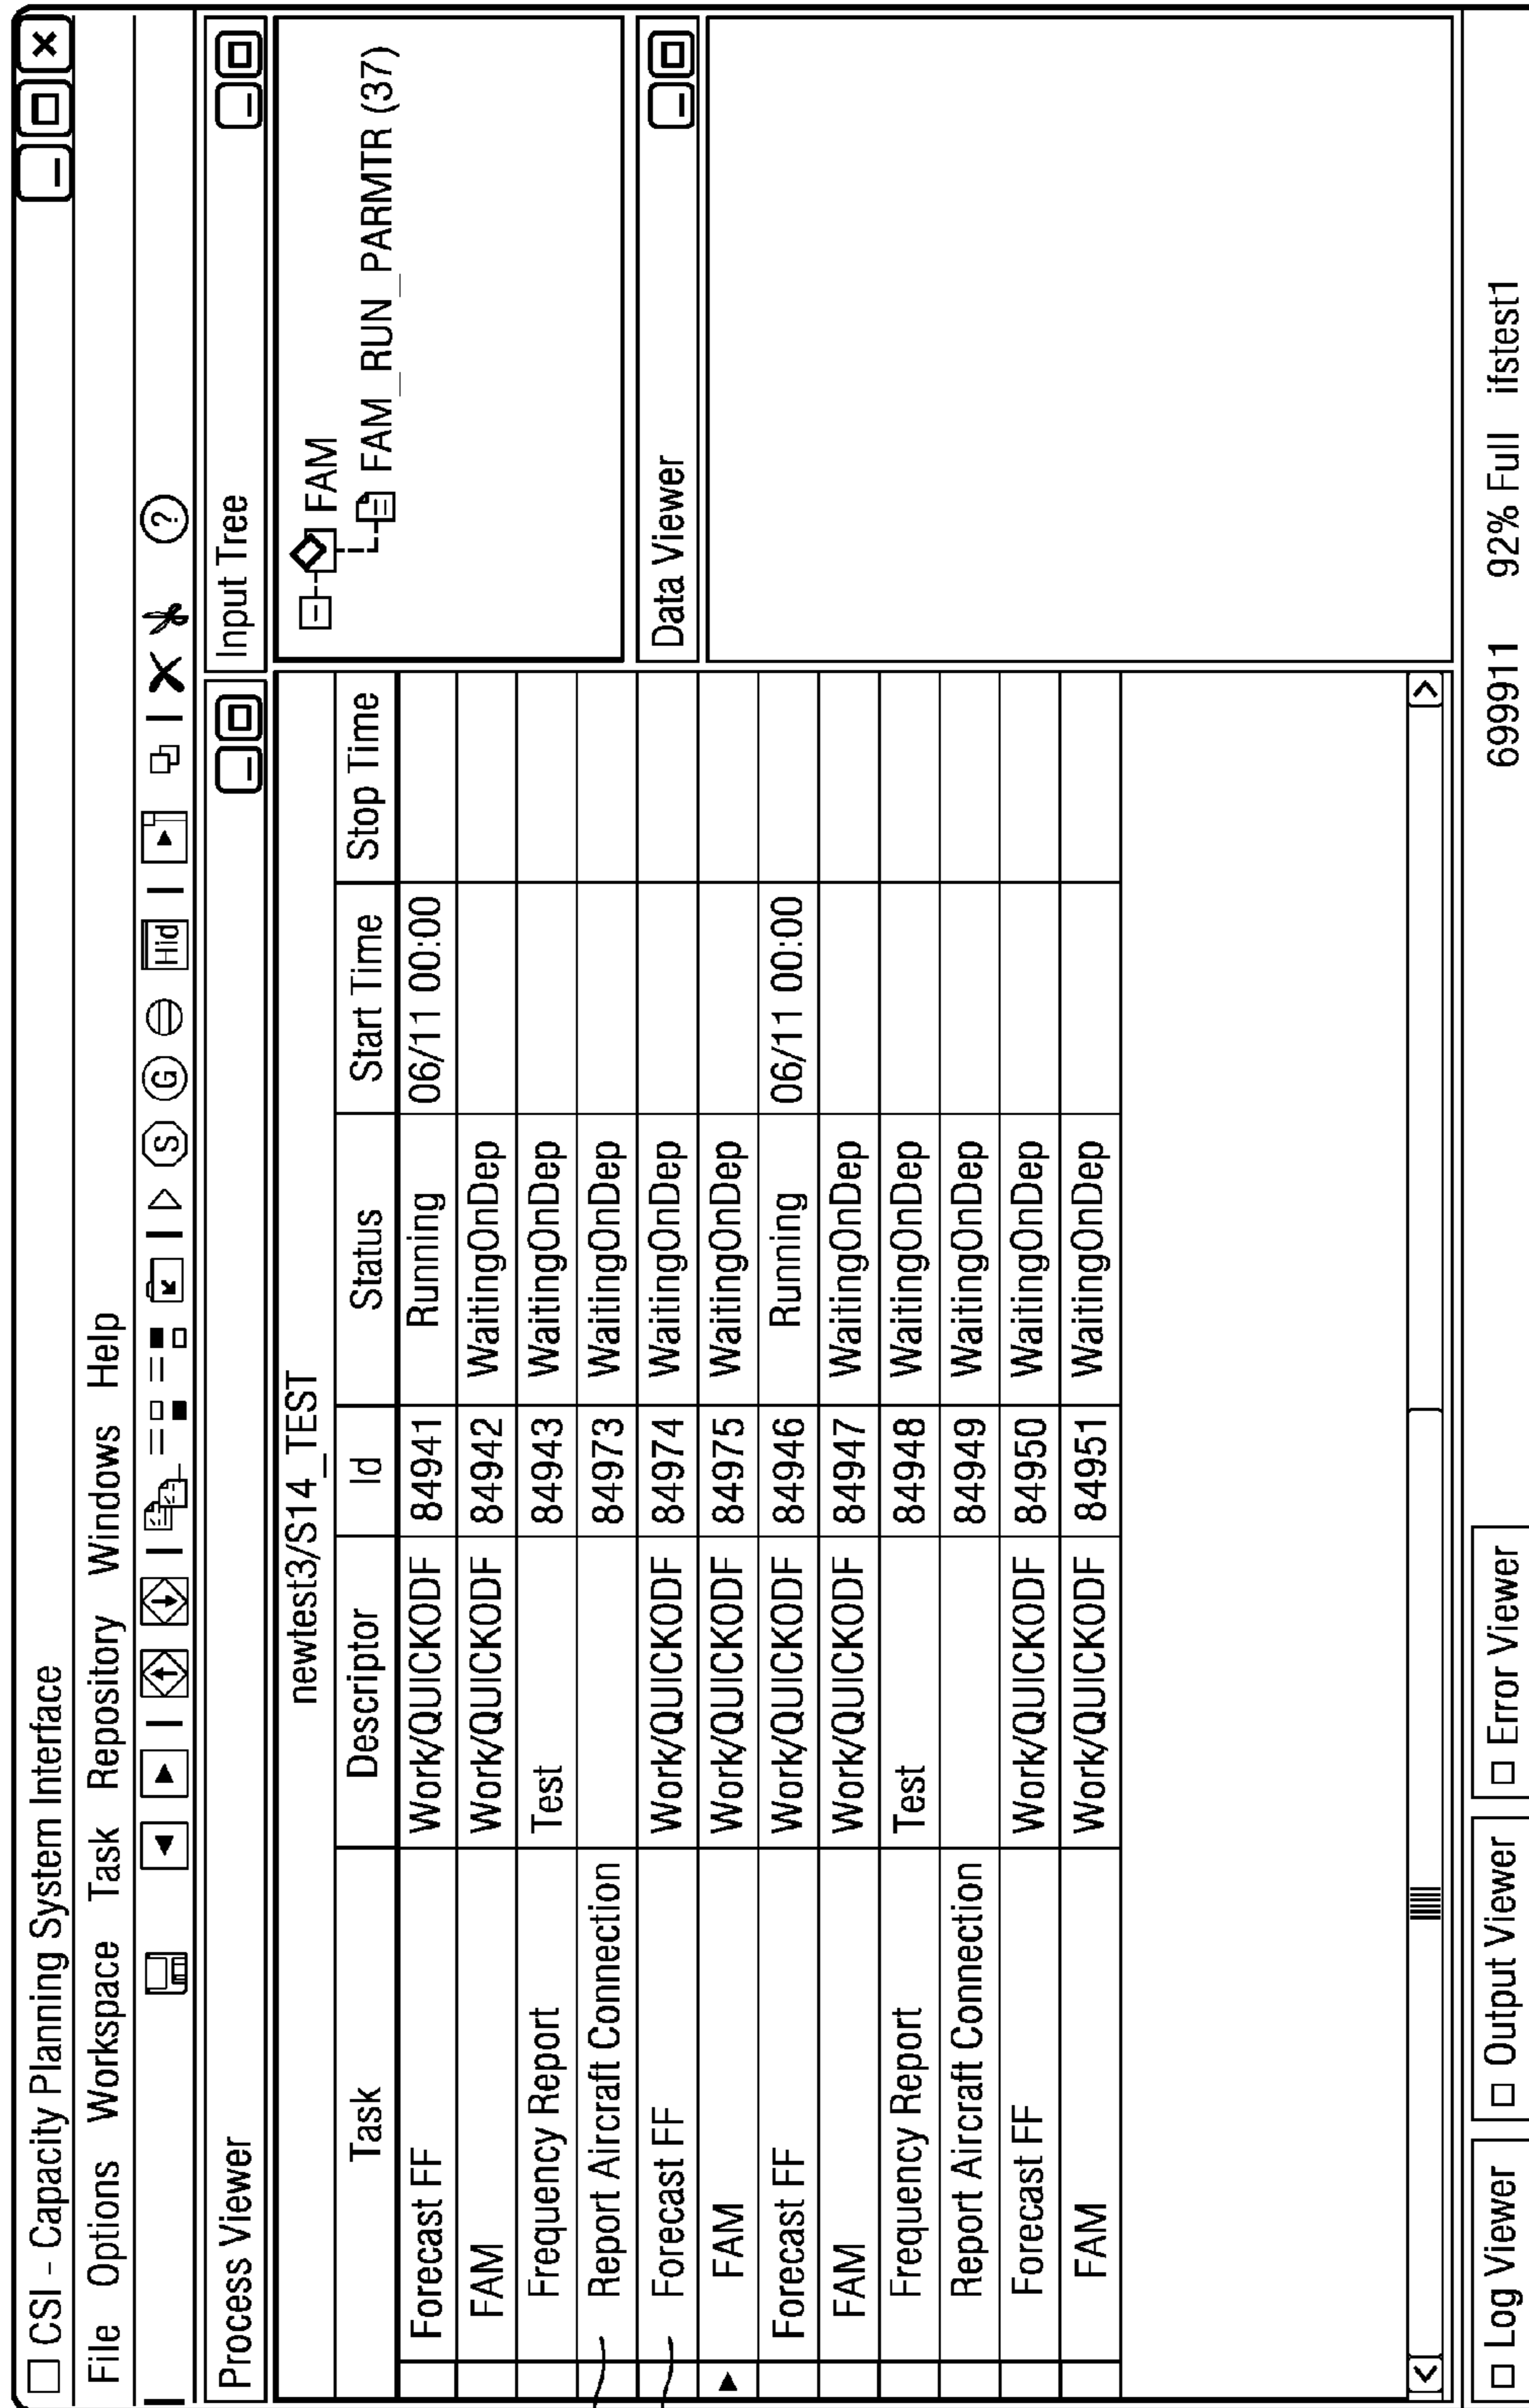 CSI - Capacity Planning System Interface
File Options Workspace Task Repository Windows Help
S G Hid ?
Process Viewer
newtest3/S14_TEST
Task Descriptor Id Status Start Time Stop Time
Forecast FF Work/QUICKODF 84941 Running 06/11 00:00
FAM Work/QUICKODF 84942 WaitingOnDep
Frequency Report Test 84943 WaitingOnDep
Report Aircraft Connection 84973 WaitingOnDep
Forecast FF Work/QUICKODF 84974 WaitingOnDep
FAM Work/QUICKODF 84975 WaitingOnDep
Forecast FF Work/QUICKODF 84946 Running 06/11 00:00
FAM Work/QUICKODF 84947 WaitingOnDep
Frequency Report Test 84948 WaitingOnDep
Report Aircraft Connection 84949 WaitingOnDep
Forecast FF Work/QUICKODF 84950 WaitingOnDep
FAM Work/QUICKODF 84951 WaitingOnDep
Input Tree
FAM
FAM_RUN_PARMTR (37)
Data Viewer
Log Viewer Output Viewer Error Viewer
699911 92% Full ifstest1